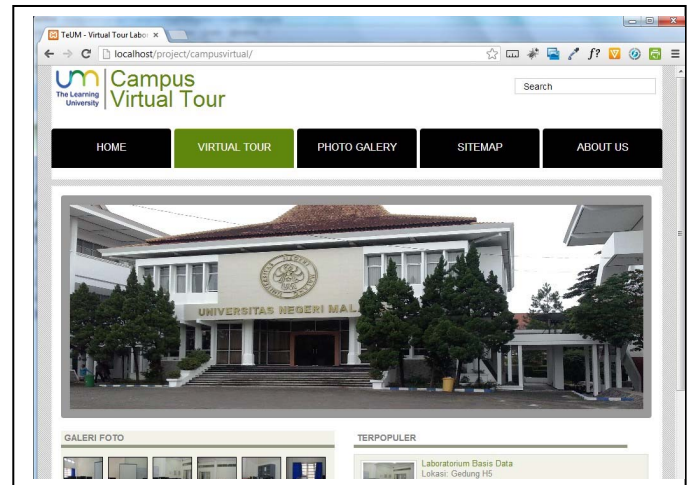 TeUM - Virtual Tour Labor
localhost/project/campusvirtual/
UM
The Learning
University
Campus
Virtual Tour
Search
HOME
VIRTUAL TOUR
PHOTO GALERY
SITEMAP
ABOUT US
UNIVERSITAS NEGERI MAL
GALERI FOTO
TERPOPULER
Laboratorium Basis Data
Lokasi: Gedung H5